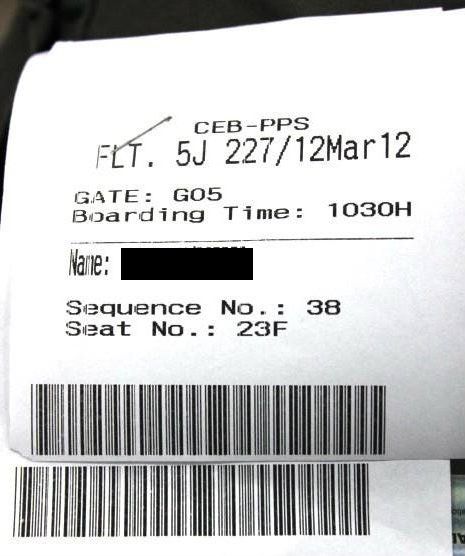 CEB-PPS
FLT. 5J 227/12Mar12
GATE: G05
Boarding Time: 1030H
Name:
Sequence No.: 38
Seat No.: 23F